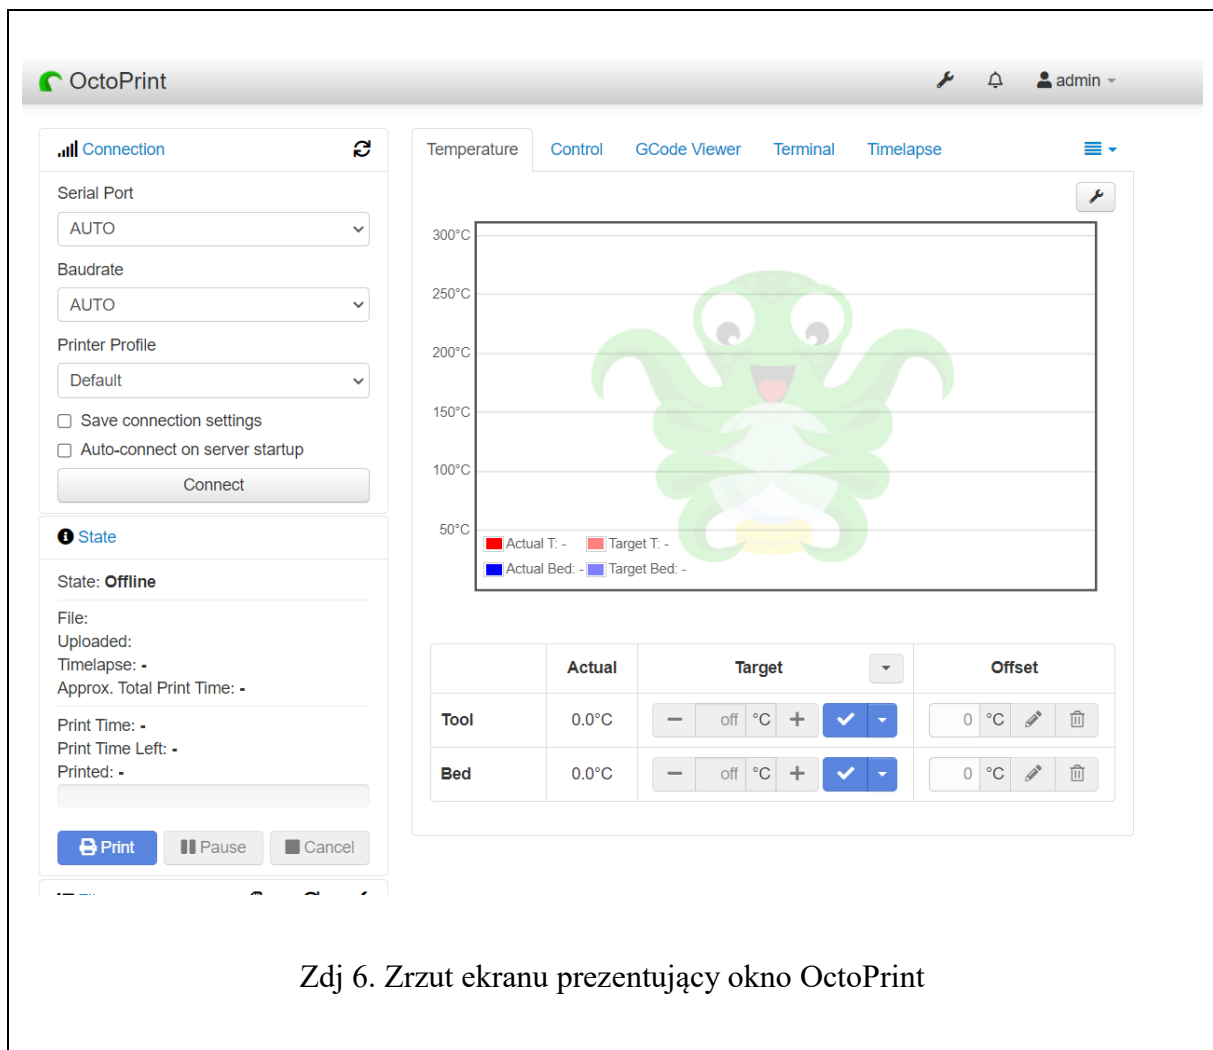 OctoPrint
admin
Connection
Serial Port
AUTO
Baudrate
AUTO
Printer Profile
Default
Save connection settings
Auto-connect on server startup
Connect
State
State: Offline
File:
Uploaded:
Timelapse: -
Approx. Total Print Time: -
Print Time: -
Print Time Left: -
Printed: -
Print Pause Cancel
Temperature Control GCode Viewer Terminal Timelapse
300°C
250°C
200°C
150°C
100°C
50°C
Actual T: - Target T: -
Actual Bed: - Target Bed: -
Actual Target Offset
Tool 0.0°C off °C 0 °C
Bed 0.0°C off °C 0 °C
Zdj 6. Zrzut ekranu prezentujący okno OctoPrint